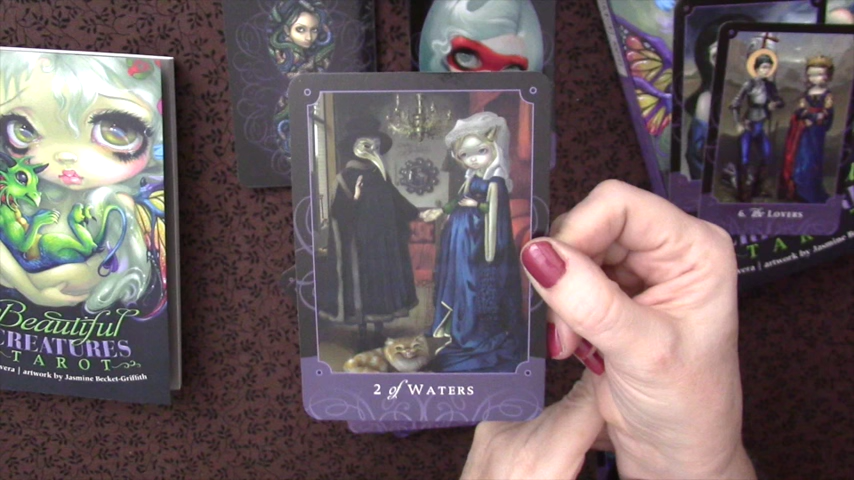 Beautiful
CREATURES
TAROT
artwork by Jasmine Becket-Griffith
2 of WATERS
6. The LOVERS
TAROT
artwork by Jasmine Becket-Griffith